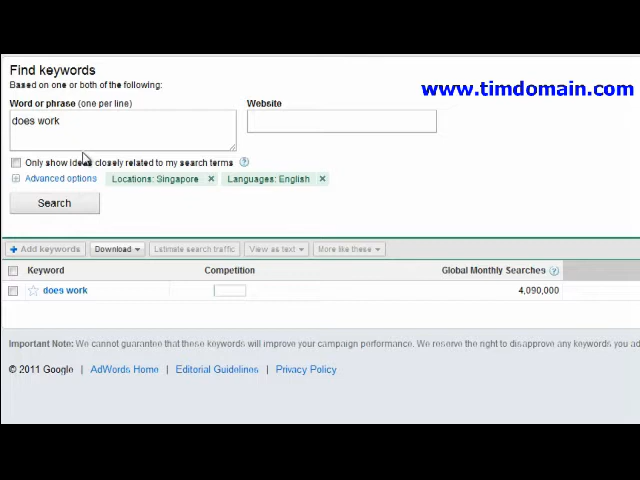 Find keywords
www.timdomain.com
Based on one or both of the following:
Word or phrase (one per line) Website
does work
Only show ideas closely related to my search terms ?
Advanced options Locations: Singapore × Languages: English ×
Search
+ Add keywords Download Estimate search traffic View as text More like these
Keyword Competition Global Monthly Searches ?
does work 4,090,000
Important Note: We cannot guarantee that these keywords will improve your campaign performance. We reserve the right to disapprove any keywords you ad
© 2011 Google | AdWords Home | Editorial Guidelines | Privacy Policy